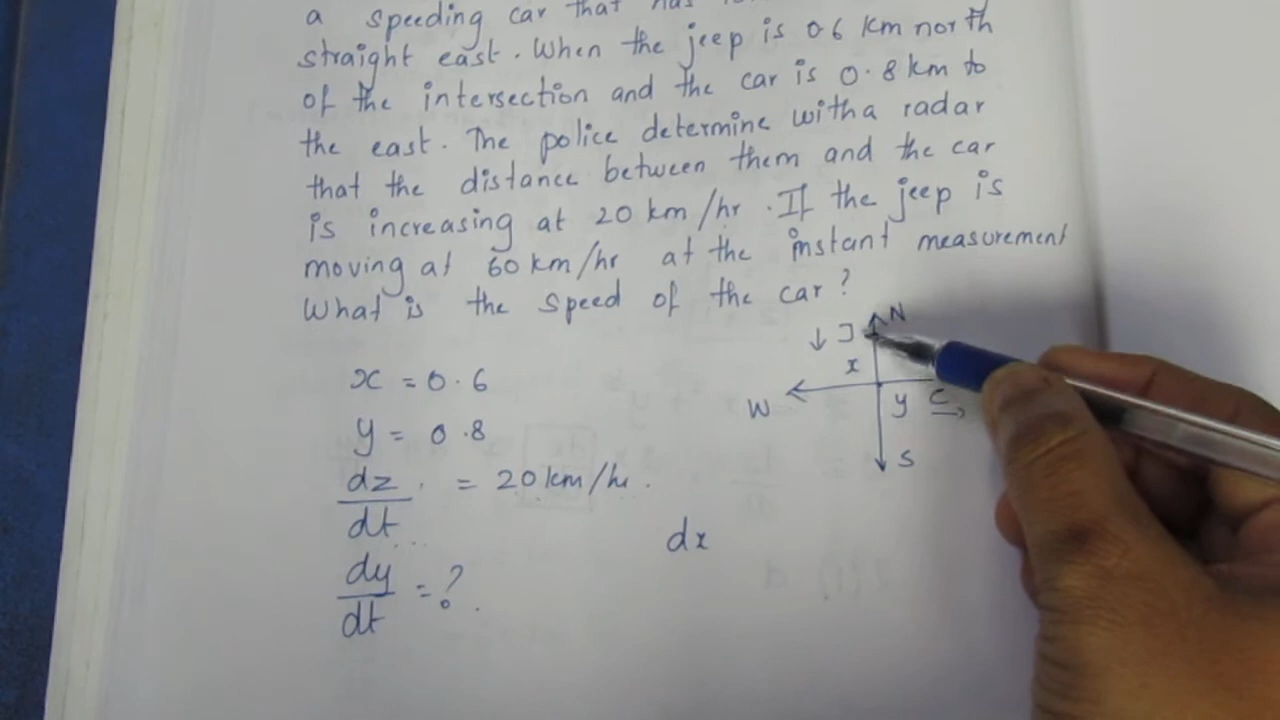 a speeding car that has
straight east. When the jeep is 06 km north
of the intersection and the car is 0.8 km to
the east. The police determine with a radar
that the distance between them and the car
is increasing at 20 km/hr. If the jeep is
moving at 60 km/hr at the instant measurement
What is the speed of the car?
↓ J N
x
W y C
S
x = 0.6
y = 0.8
dz/dt = 20 km/hr.
dx
dy/dt = ?